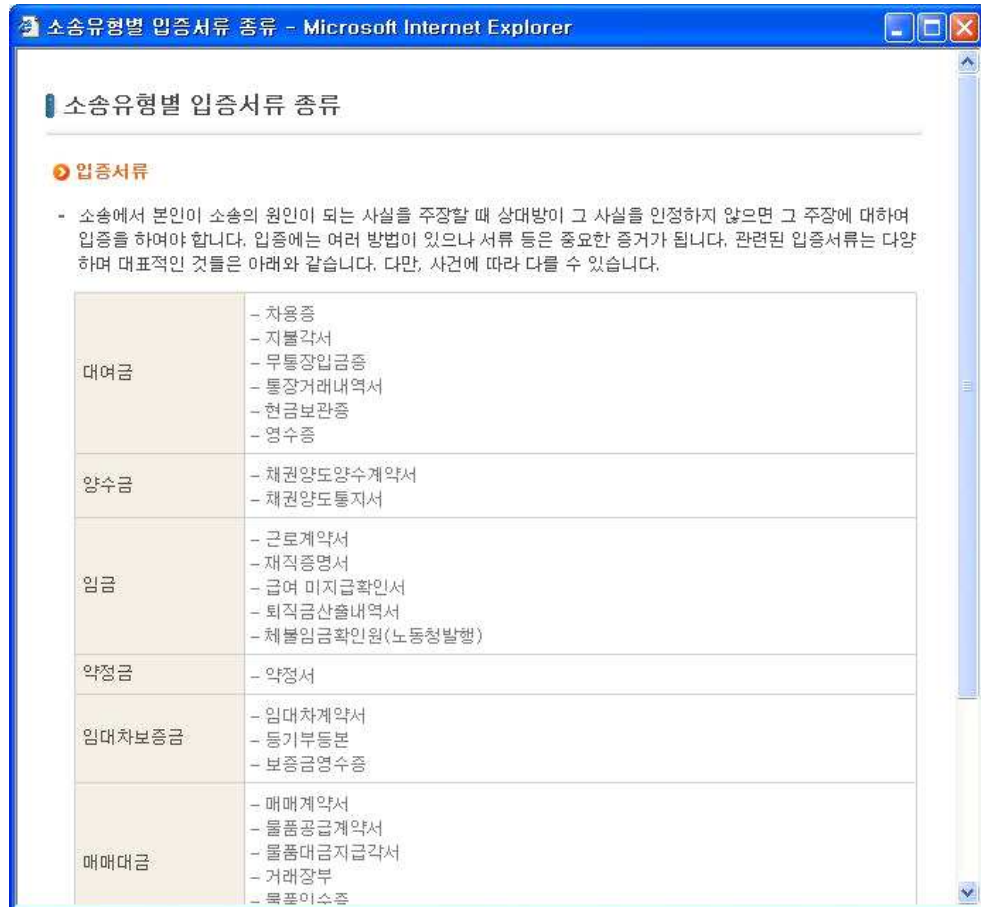 소송유형별 입증서류 종류 - Microsoft Internet Explorer
소송유형별 입증서류 종류
입증서류
- 소송에서 본인이 소송의 원인이 되는 사실을 주장할 때 상대방이 그 사실을 인정하지 않으면 그 주장에 대하여
입증을 하여야 합니다. 입증에는 여러 방법이 있으나 서류 등은 중요한 증거가 됩니다. 관련된 입증서류는 다양
하며 대표적인 것들은 아래와 같습니다. 다만, 사건에 따라 다를 수 있습니다.
대여금
- 차용증
- 지불각서
- 무통장입금증
- 통장거래내역서
- 현금보관증
- 영수증
양수금
- 채권양도양수계약서
- 채권양도통지서
임금
- 근로계약서
- 재직증명서
- 급여 미지급확인서
- 퇴직금산출내역서
- 체불임금확인원(노동청발행)
약정금
- 약정서
임대차보증금
- 임대차계약서
- 등기부등본
- 보증금영수증
매매대금
- 매매계약서
- 물품공급계약서
- 물품대금지급각서
- 거래장부
- 물품인수증